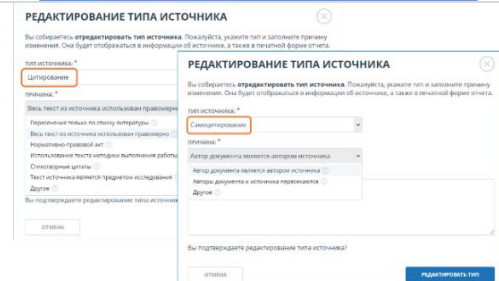 РЕДАКТИРОВАНИЕ ТИПА ИСТОЧНИКА
Вы собираетесь отредактировать тип источника. Пожалуйста, укажите тип и заполните причину
изменения. Она будет отображаться в информации об источнике, а также в печатной форме отчета.
ТИП ИСТОЧНИКА: *
Цитирование
ПРИЧИНА: *
Весь текст из источника использован правомерно
Пересечение только по списку литературы
Весь текст из источника использован правомерно
Нормативно-правовой акт
Использование текста методики выполнения работы
Стихотворные цитаты
Текст источника является предметом исследования
Другое
Вы подтверждаете редактирование типа источника
ОТМЕНА
РЕДАКТИРОВАНИЕ ТИПА ИСТОЧНИКА
Вы собираетесь отредактировать тип источника. Пожалуйста, укажите тип и заполните причину
изменения. Она будет отображаться в информации об источнике, а также в печатной форме отчета.
ТИП ИСТОЧНИКА: *
Самоцитирование
ПРИЧИНА: *
Автор документа является автором источника
Автор документа является автором источника
Авторы документа и источника пересекаются
Другое
Вы подтверждаете редактирование типа источника?
ОТМЕНА
РЕДАКТИРОВАТЬ ТИП